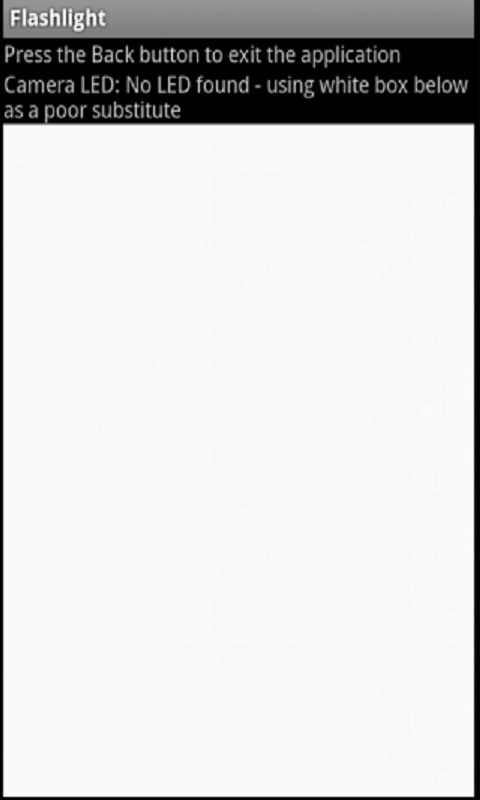 Flashlight
Press the Back button to exit the application
Camera LED: No LED found - using white box below
as a poor substitute